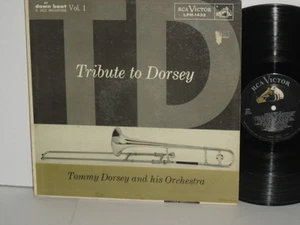 down beat
Vol. 1
RCA VICTOR
LPM-1432
TD
Tribute to Dorsey
Tommy Dorsey and his Orchestra
RCA VICTOR